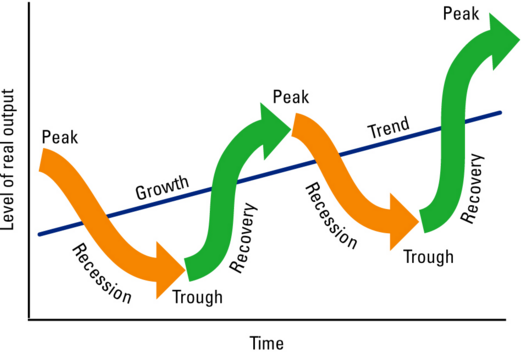 Peak
Peak
Peak
Level of real output
Growth
Trend
Recession
Recovery
Recession
Recovery
Trough
Trough
Time